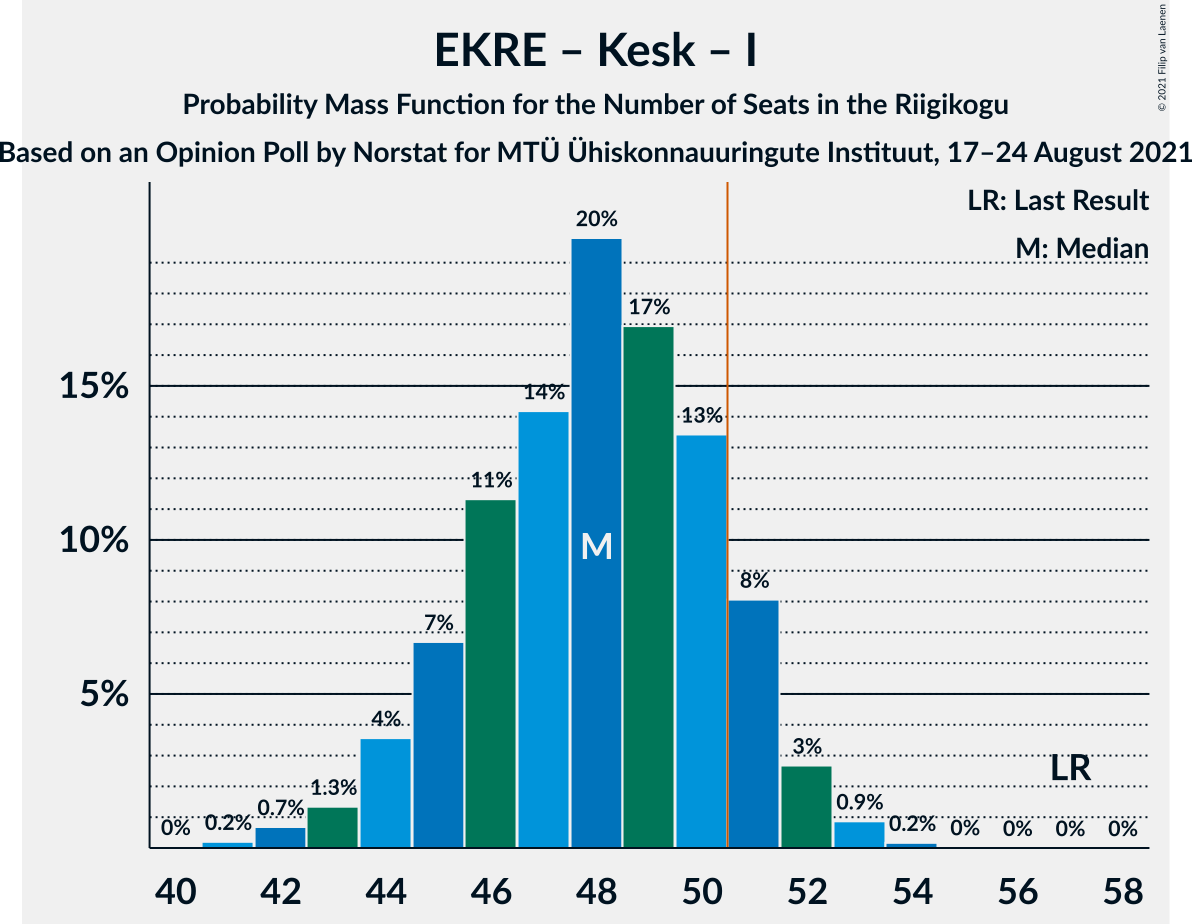 EKRE – Kesk – I
Probability Mass Function for the Number of Seats in the Riigikogu
Based on an Opinion Poll by Norstat for MTÜ Ühiskonnauuringute Instituut, 17–24 August 2021
© 2021 Filip van Laenen
LR: Last Result
M: Median
20%
17%
15%
14%
13%
11%
10%
M
8%
7%
5%
4%
3%
LR
1.3%
0.9%
0.7%
0% 0.2% 0.2% 0% 0% 0% 0%
40 42 44 46 48 50 52 54 56 58